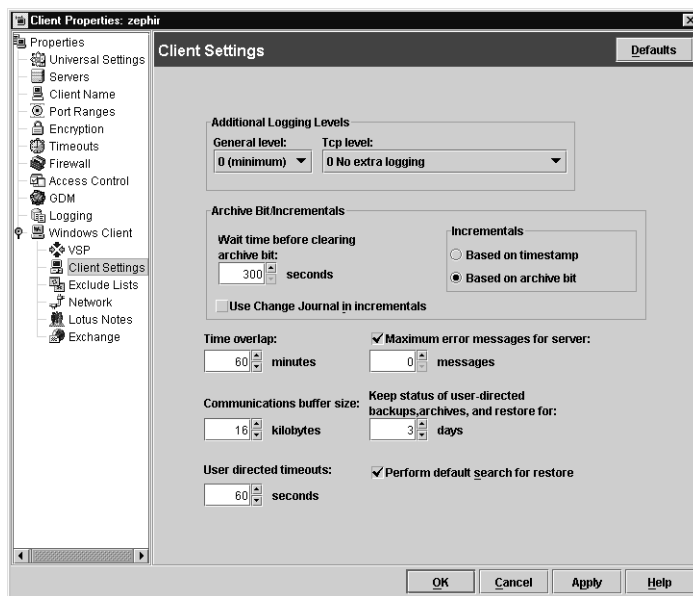 Client Properties: zephir
Properties
Universal Settings
Servers
Client Name
Port Ranges
Encryption
Timeouts
Firewall
Access Control
GDM
Logging
Windows Client
VSP
Client Settings
Exclude Lists
Network
Lotus Notes
Exchange
Client Settings
Defaults
Additional Logging Levels
General level:
Tcp level:
0 (minimum)
0 No extra logging
Archive Bit/Incrementals
Wait time before clearing
archive bit:
300 seconds
Incrementals
Based on timestamp
Based on archive bit
Use Change Journal in incrementals
Time overlap:
60 minutes
Maximum error messages for server:
0 messages
Communications buffer size:
16 kilobytes
Keep status of user-directed
backups,archives, and restore for:
3 days
User directed timeouts:
60 seconds
Perform default search for restore
OK
Cancel
Apply
Help